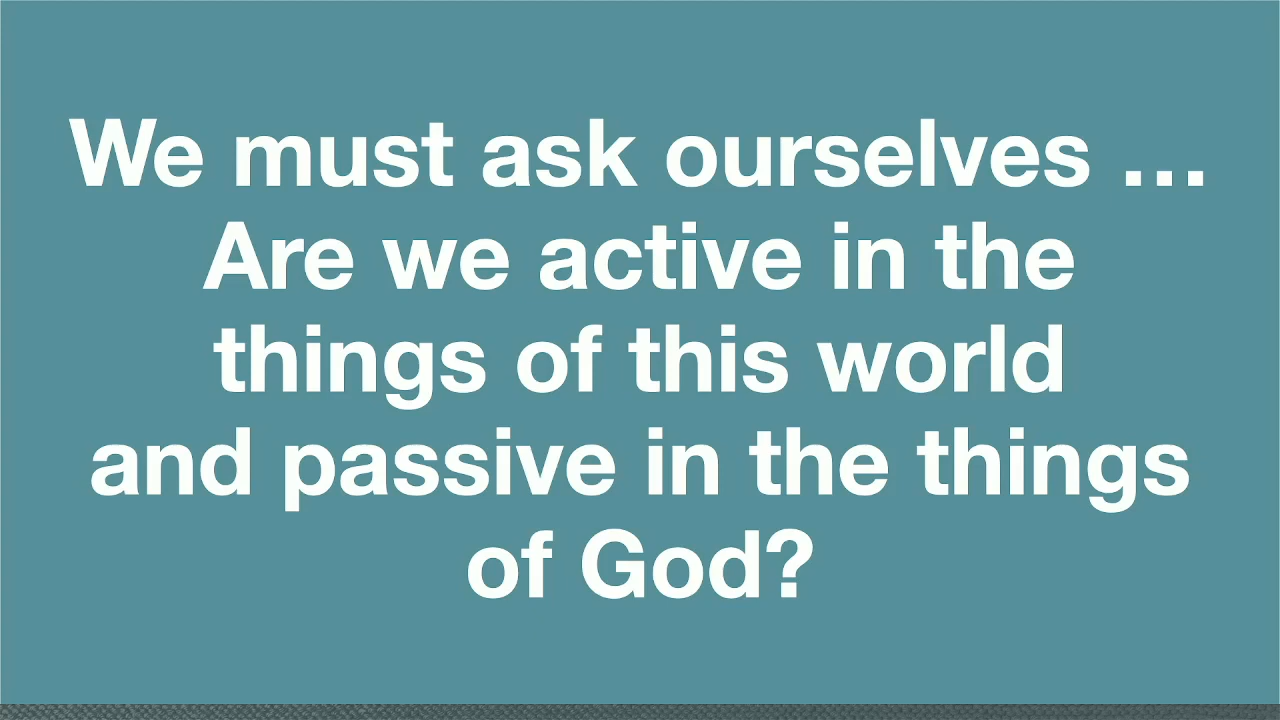 We must ask ourselves …
Are we active in the
things of this world
and passive in the things
of God?